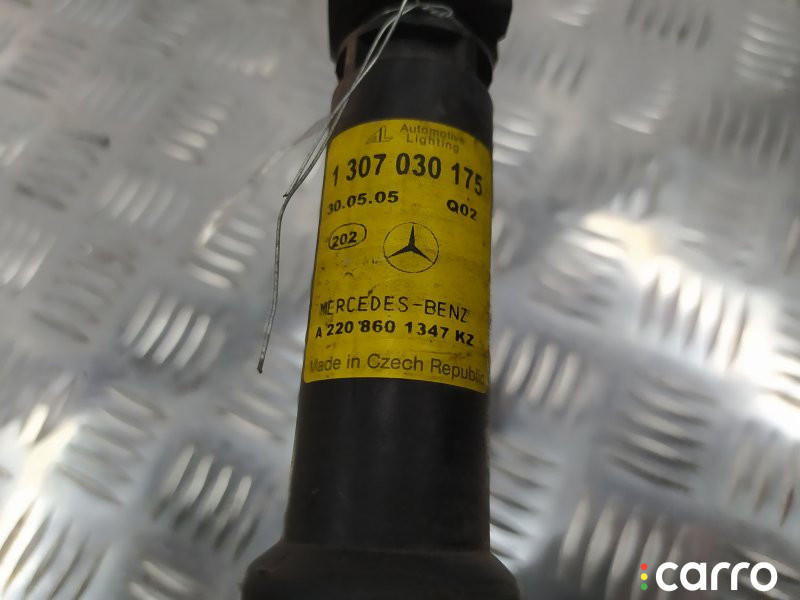 AL Automotive
Lighting
1 307 030 175
30.05.05 Q02
202
MERCEDES-BENZ
A 220 860 1347 KZ
Made in Czech Republic
carro